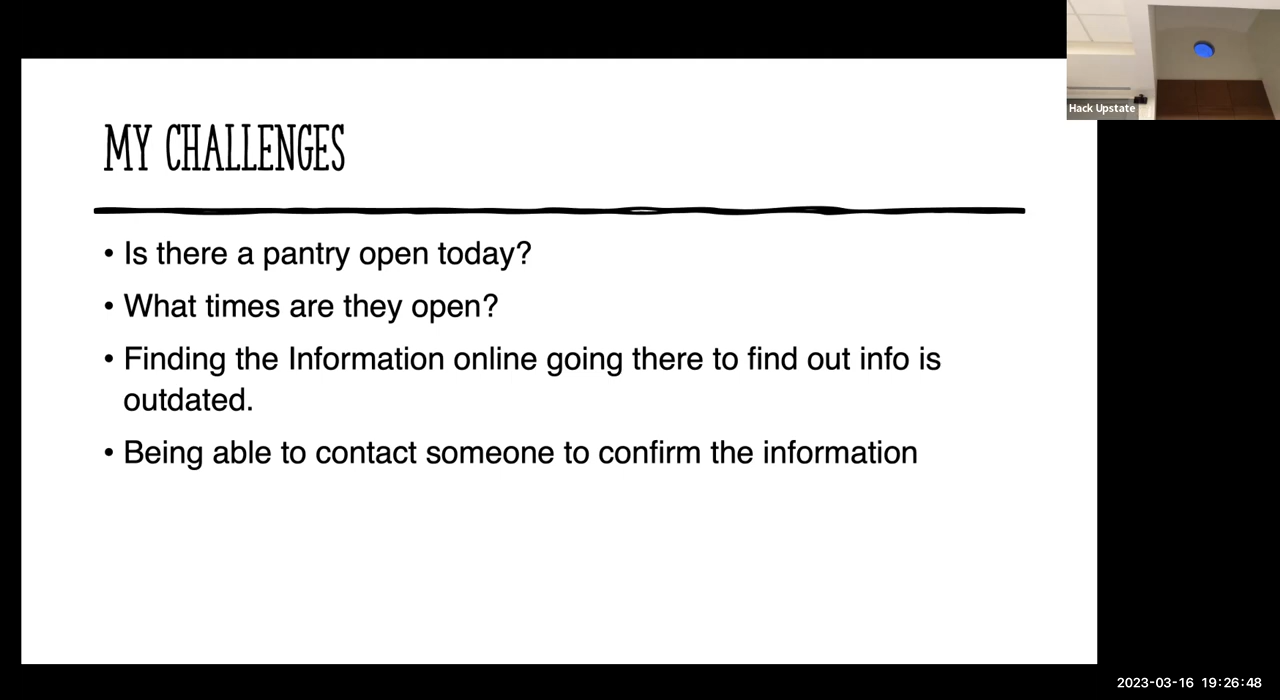 MY CHALLENGES
• Is there a pantry open today?
• What times are they open?
• Finding the Information online going there to find out info is
outdated.
• Being able to contact someone to confirm the information
Hack Upstate
2023-03-16 19:26:48